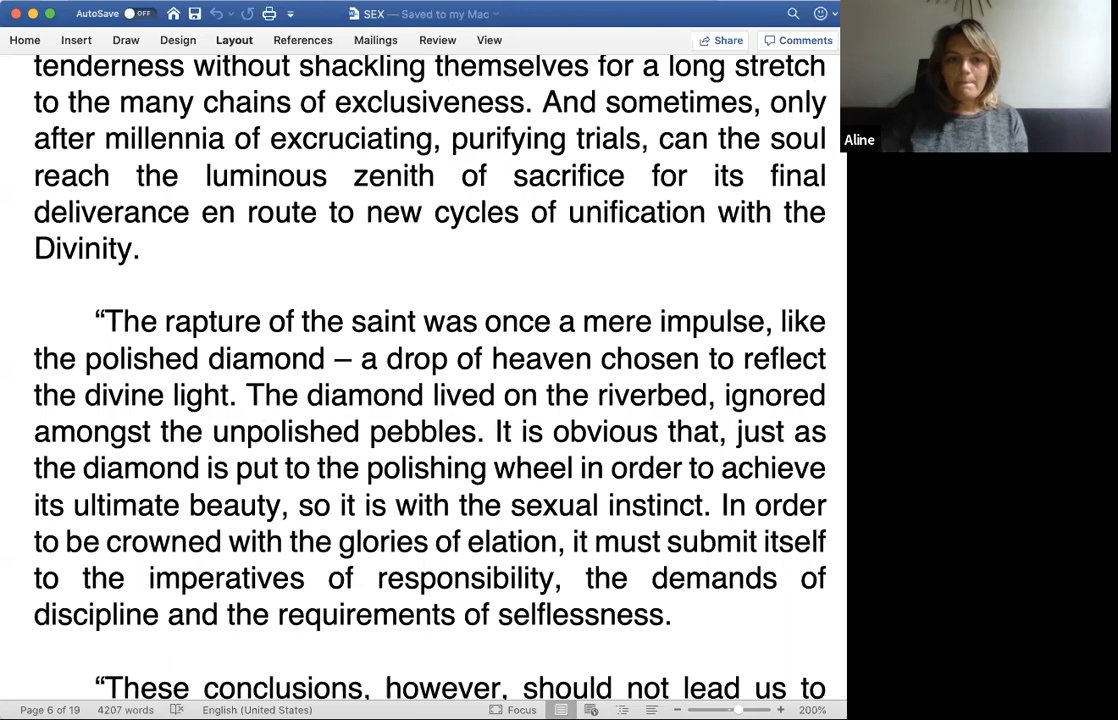 AutoSave OFF SEX — Saved to my Mac
Home Insert Draw Design Layout References Mailings Review View Share Comments
tenderness without shackling themselves for a long stretch
to the many chains of exclusiveness. And sometimes, only
after millennia of excruciating, purifying trials, can the soul
reach the luminous zenith of sacrifice for its final
deliverance en route to new cycles of unification with the
Divinity.
“The rapture of the saint was once a mere impulse, like
the polished diamond – a drop of heaven chosen to reflect
the divine light. The diamond lived on the riverbed, ignored
amongst the unpolished pebbles. It is obvious that, just as
the diamond is put to the polishing wheel in order to achieve
its ultimate beauty, so it is with the sexual instinct. In order
to be crowned with the glories of elation, it must submit itself
to the imperatives of responsibility, the demands of
discipline and the requirements of selflessness.
“These conclusions, however, should not lead us to
Page 6 of 19 4207 words English (United States) Focus 200%
Aline